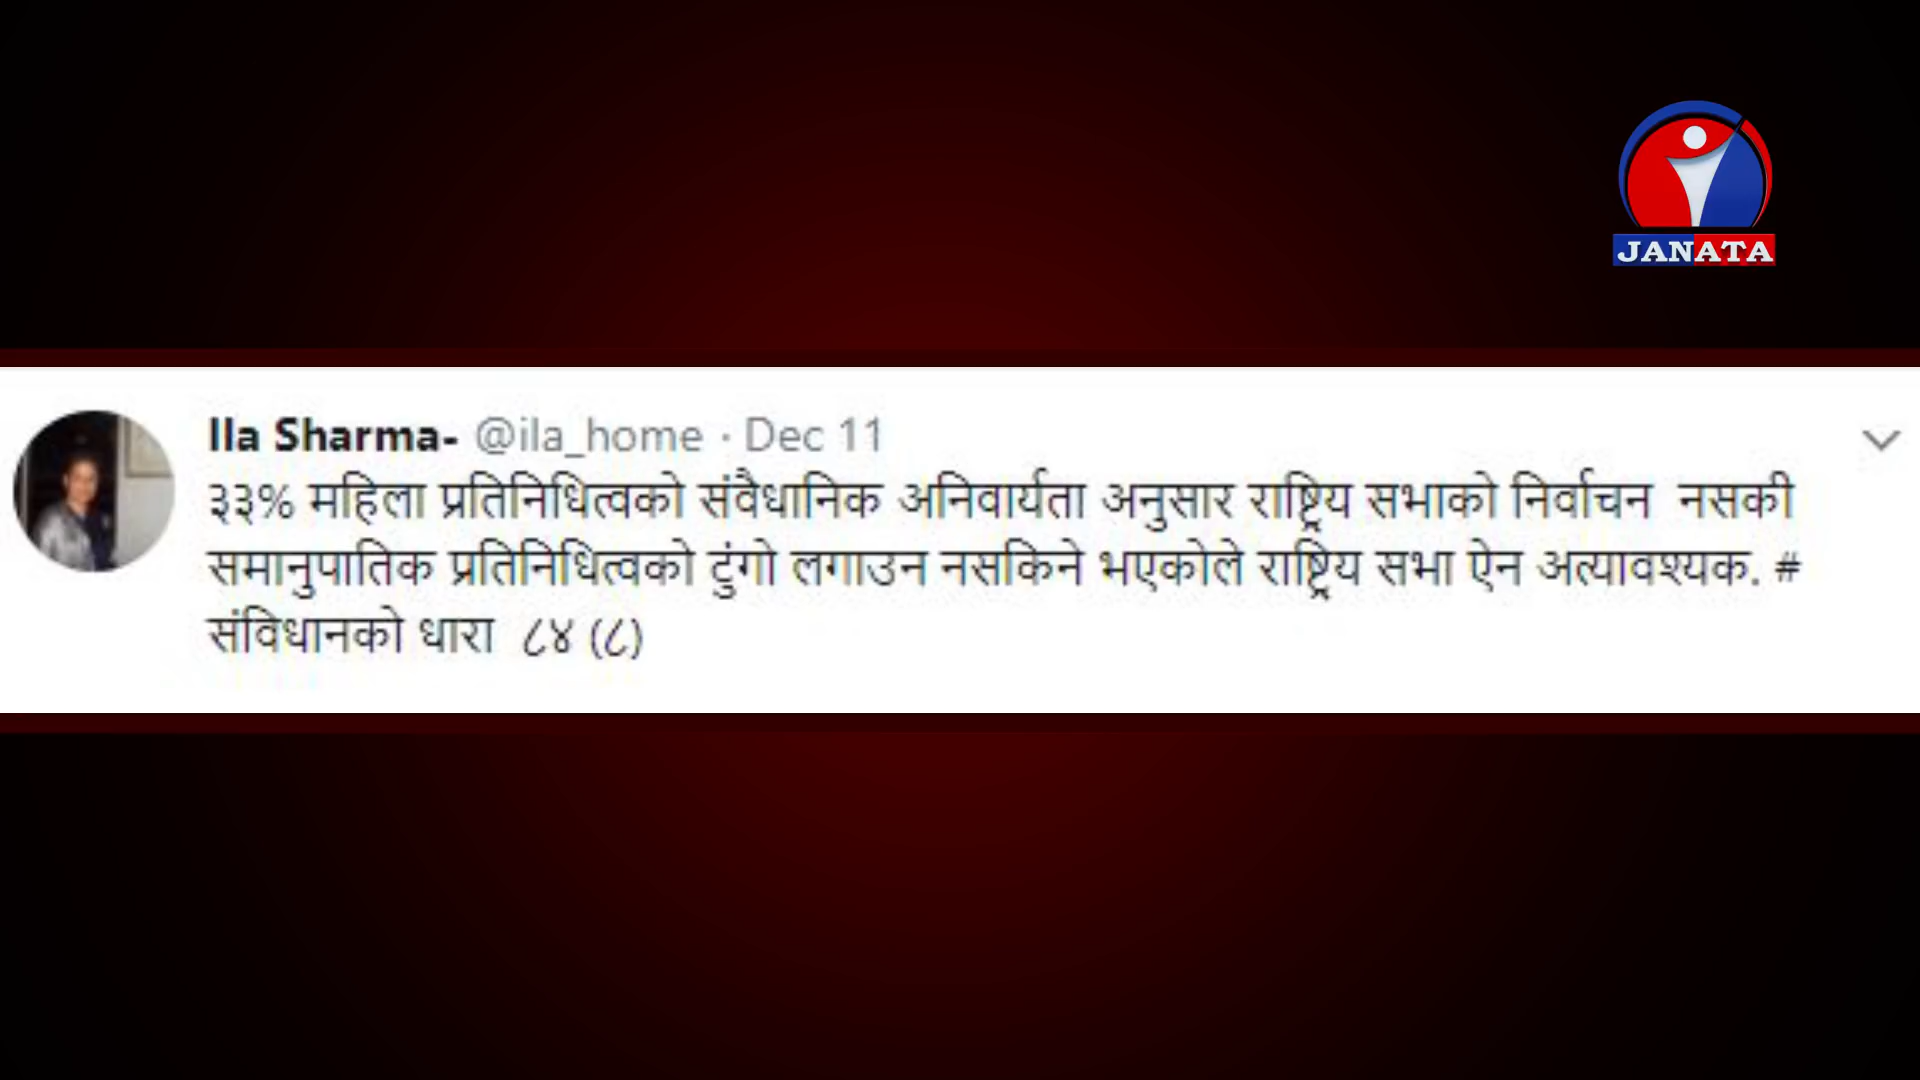 JANATA
Ila Sharma- @ila_home · Dec 11
३३% महिला प्रतिनिधित्वको संवैधानिक अनिवार्यता अनुसार राष्ट्रिय सभाको निर्वाचन नसकी
समानुपातिक प्रतिनिधित्वको टुंगो लगाउन नसकिने भएकोले राष्ट्रिय सभा ऐन अत्यावश्यक. #
संविधानको धारा ८४ (८)